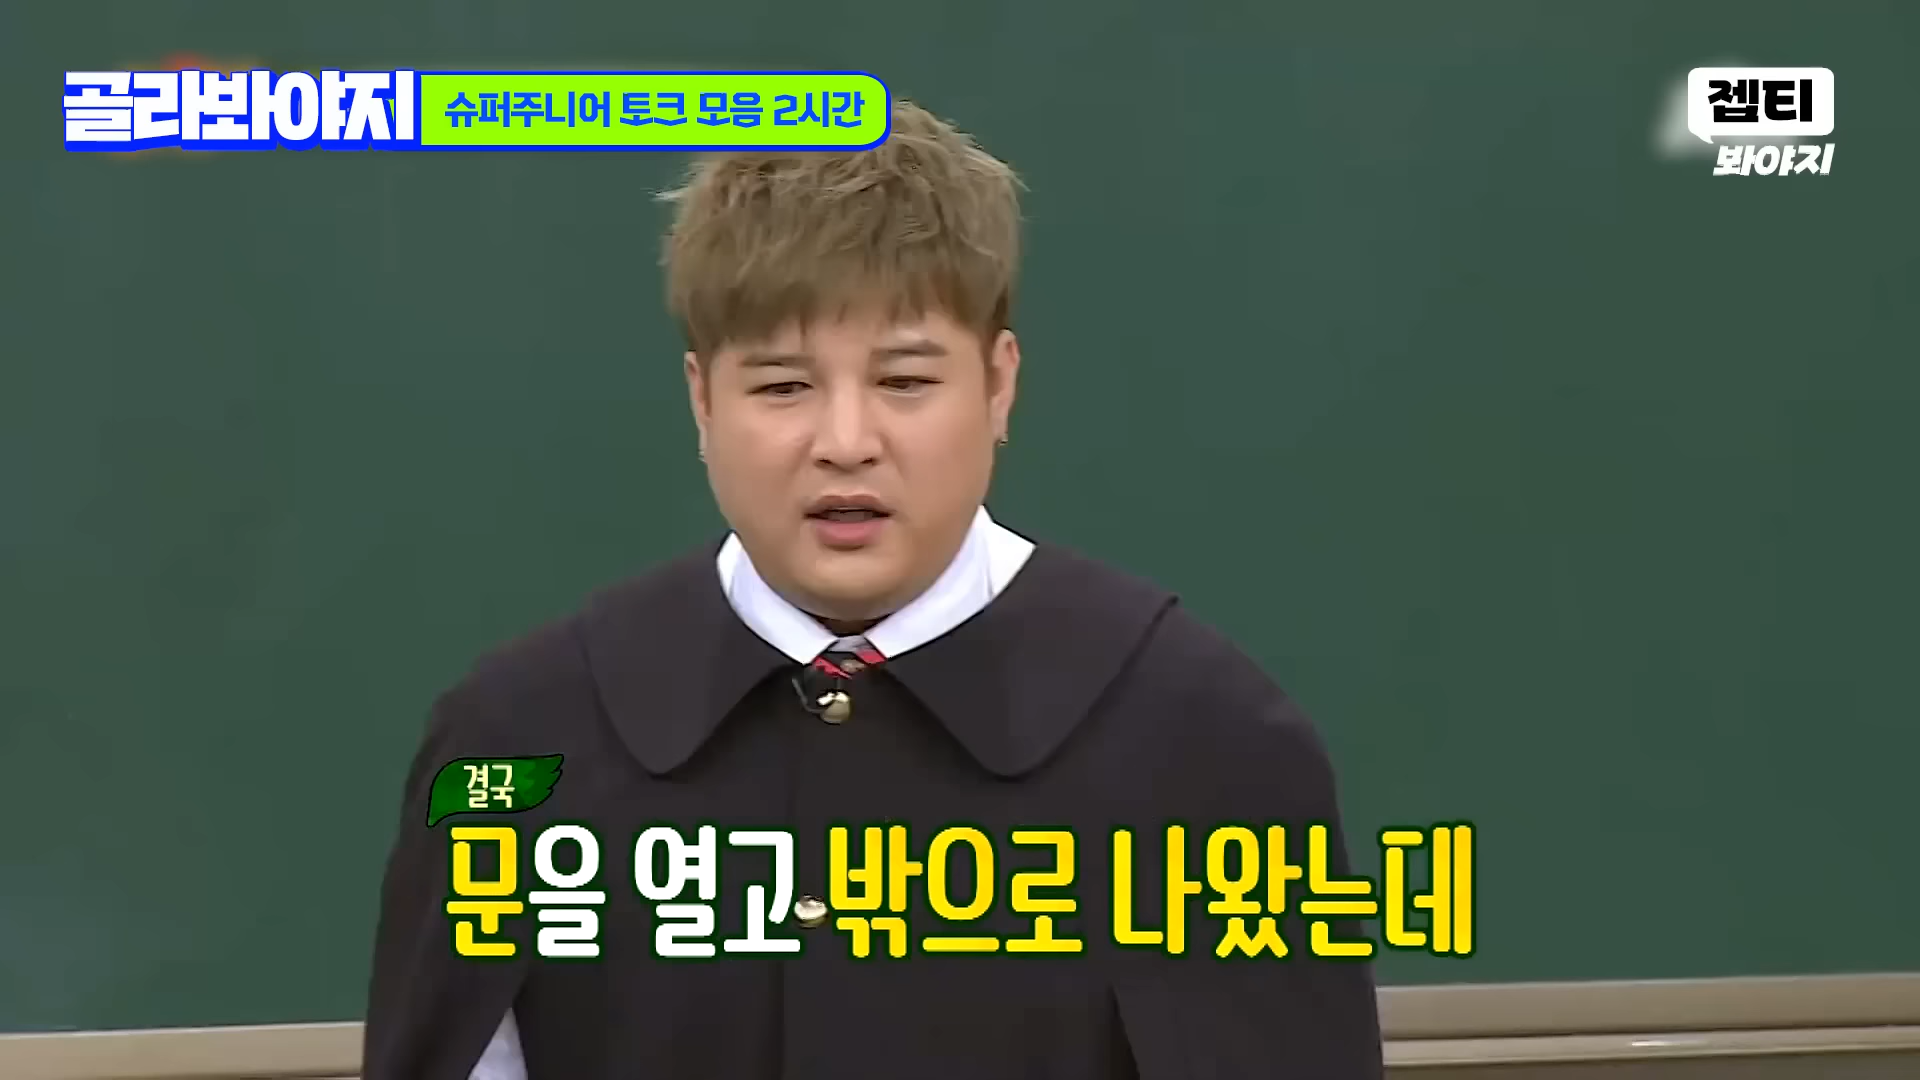 골라봐야지 슈퍼주니어 토크 모음 2시간
젭티
봐야지
결국
문을 열고 밖으로 나왔는데